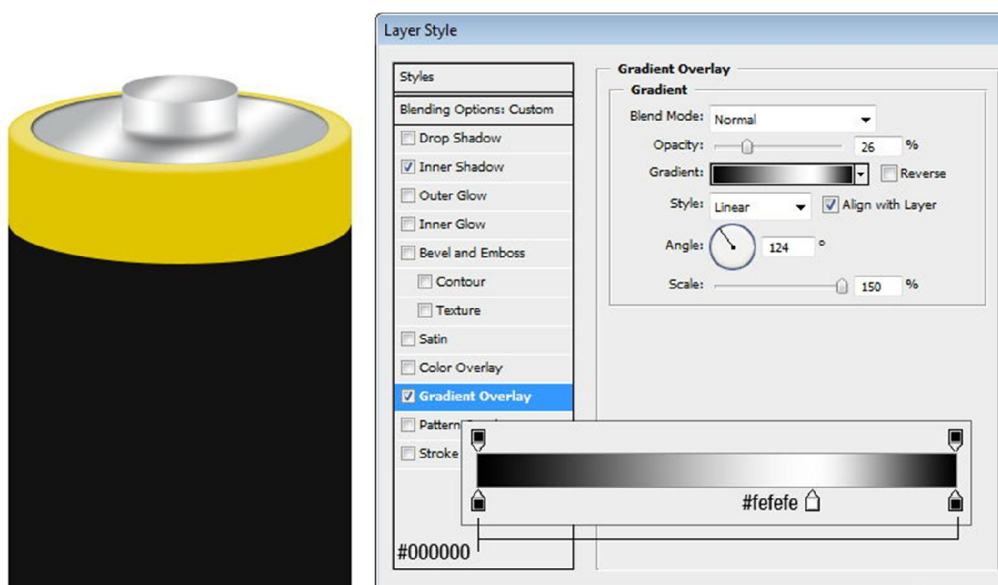 Layer Style
Styles
Blending Options: Custom
Drop Shadow
Inner Shadow
Outer Glow
Inner Glow
Bevel and Emboss
Contour
Texture
Satin
Color Overlay
Gradient Overlay
Pattern
Stroke
Gradient Overlay
Gradient
Blend Mode: Normal
Opacity: 26 %
Gradient: Reverse
Style: Linear Align with Layer
Angle: 124 °
Scale: 150 %
#fefefe
#000000